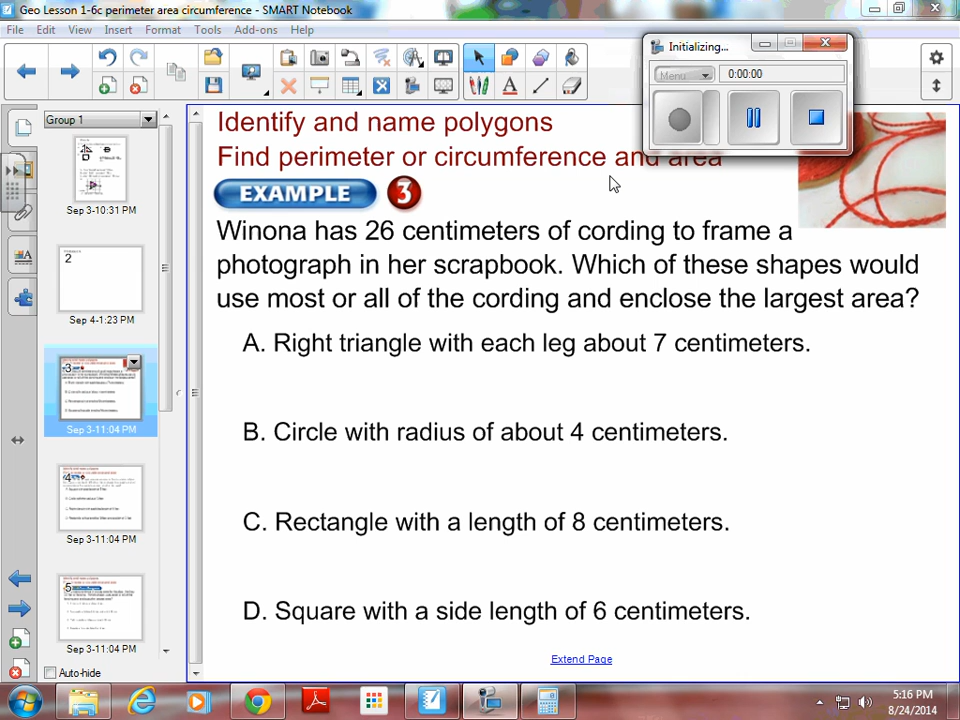 Geo Lesson 1-6c perimeter area circumference - SMART Notebook
File Edit View Insert Format Tools Add-ons Help
Initializing...
Menu 0:00:00
Group 1
Sep 3-10:31 PM
2
Sep 4-1:23 PM
3
Sep 3-11:04 PM
4
Sep 3-11:04 PM
5
Sep 3-11:04 PM
Auto-hide
Identify and name polygons
Find perimeter or circumference and area
EXAMPLE 3
Winona has 26 centimeters of cording to frame a
photograph in her scrapbook. Which of these shapes would
use most or all of the cording and enclose the largest area?
A. Right triangle with each leg about 7 centimeters.
B. Circle with radius of about 4 centimeters.
C. Rectangle with a length of 8 centimeters.
D. Square with a side length of 6 centimeters.
Extend Page
5:16 PM
8/24/2014